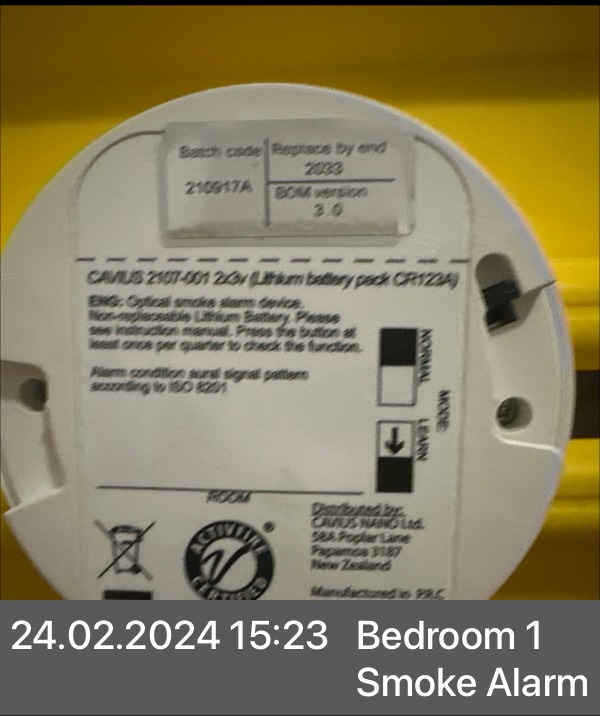 Batch code
210917A
Replace by end
2033
BOM version
3.0
CAVIUS 2107-001 2x3v (Lithium battery pack CR123A)
ENG: Optical smoke alarm device.
Non-replaceable Lithium Battery. Please
see instruction manual. Press the button at
least once per quarter to check the function.
Alarm condition aural signal pattern
according to ISO 8201
NORMAL
MODE:
LEARN
ROOM
ACTIVFIRE
®
CERTIFIED
Distributed by:
CAVIUS NANO Ltd.
58A Poplar Lane
Papamoa 3187
New Zealand
Manufactured in P.R.C
24.02.2024 15:23
Bedroom 1
Smoke Alarm